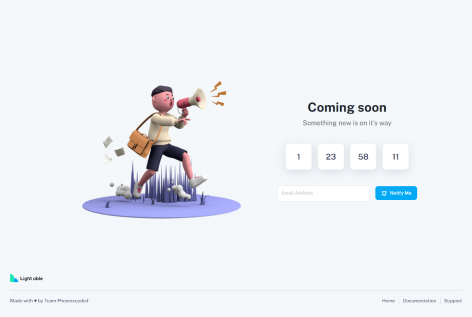 Coming soon
Something new is on it's way
1 23 58 11
Email Address
Notify Me
Light able
Made with ♥ by Team Phoenixcoded
Home Documentation Support